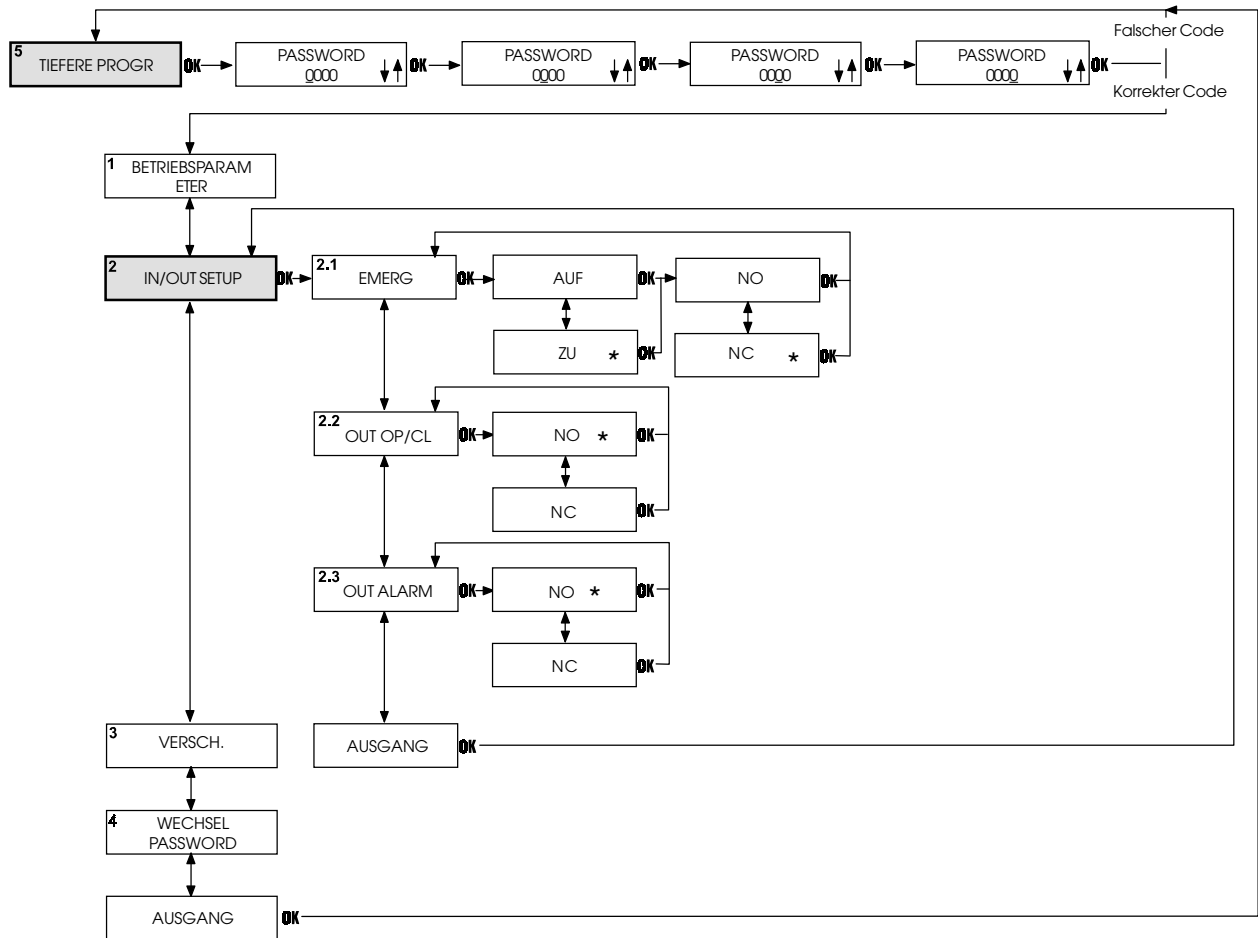 Falscher Code
5
TIEFERE PROGR OK
PASSWORD
0000 OK
PASSWORD
0000 OK
PASSWORD
0000 OK
PASSWORD
0000 OK
Korrekter Code
1
BETRIEBSPARAM
ETER
2
IN/OUT SETUP OK
2.1
EMERG OK
AUF OK
NO OK
ZU * OK
NC * OK
2.2
OUT OP/CL OK
NO * OK
NC OK
2.3
OUT ALARM OK
NO * OK
NC OK
3
VERSCH.
AUSGANG OK
4
WECHSEL
PASSWORD
AUSGANG OK